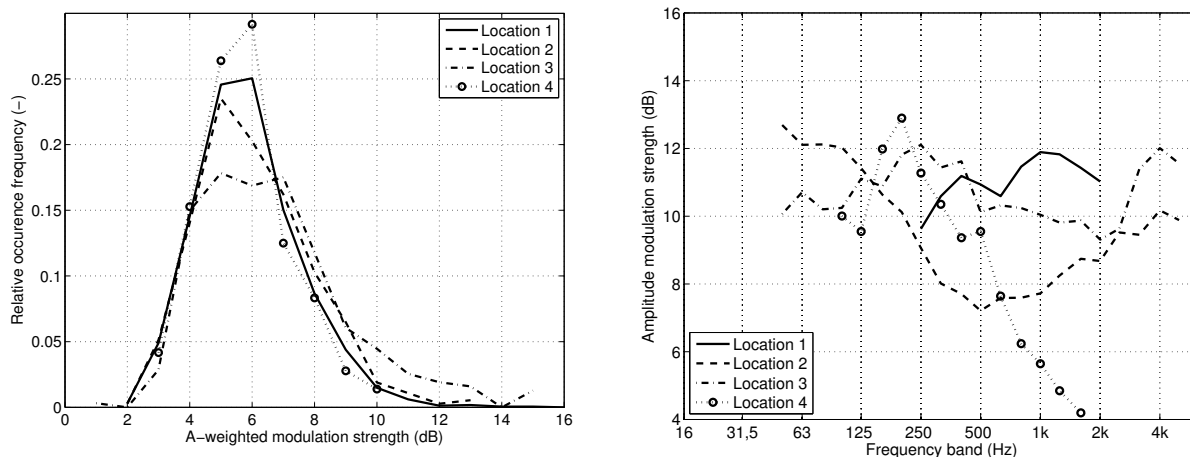 Relative occurence frequency (−)
0.25
0.2
0.15
0.1
0.05
0
0 2 4 6 8 10 12 14 16
A−weighted modulation strength (dB)
Location 1
Location 2
Location 3
Location 4
Amplitude modulation strength (dB)
16
14
12
10
8
6
4
16 31,5 63 125 250 500 1k 2k 4k
Frequency band (Hz)
Location 1
Location 2
Location 3
Location 4